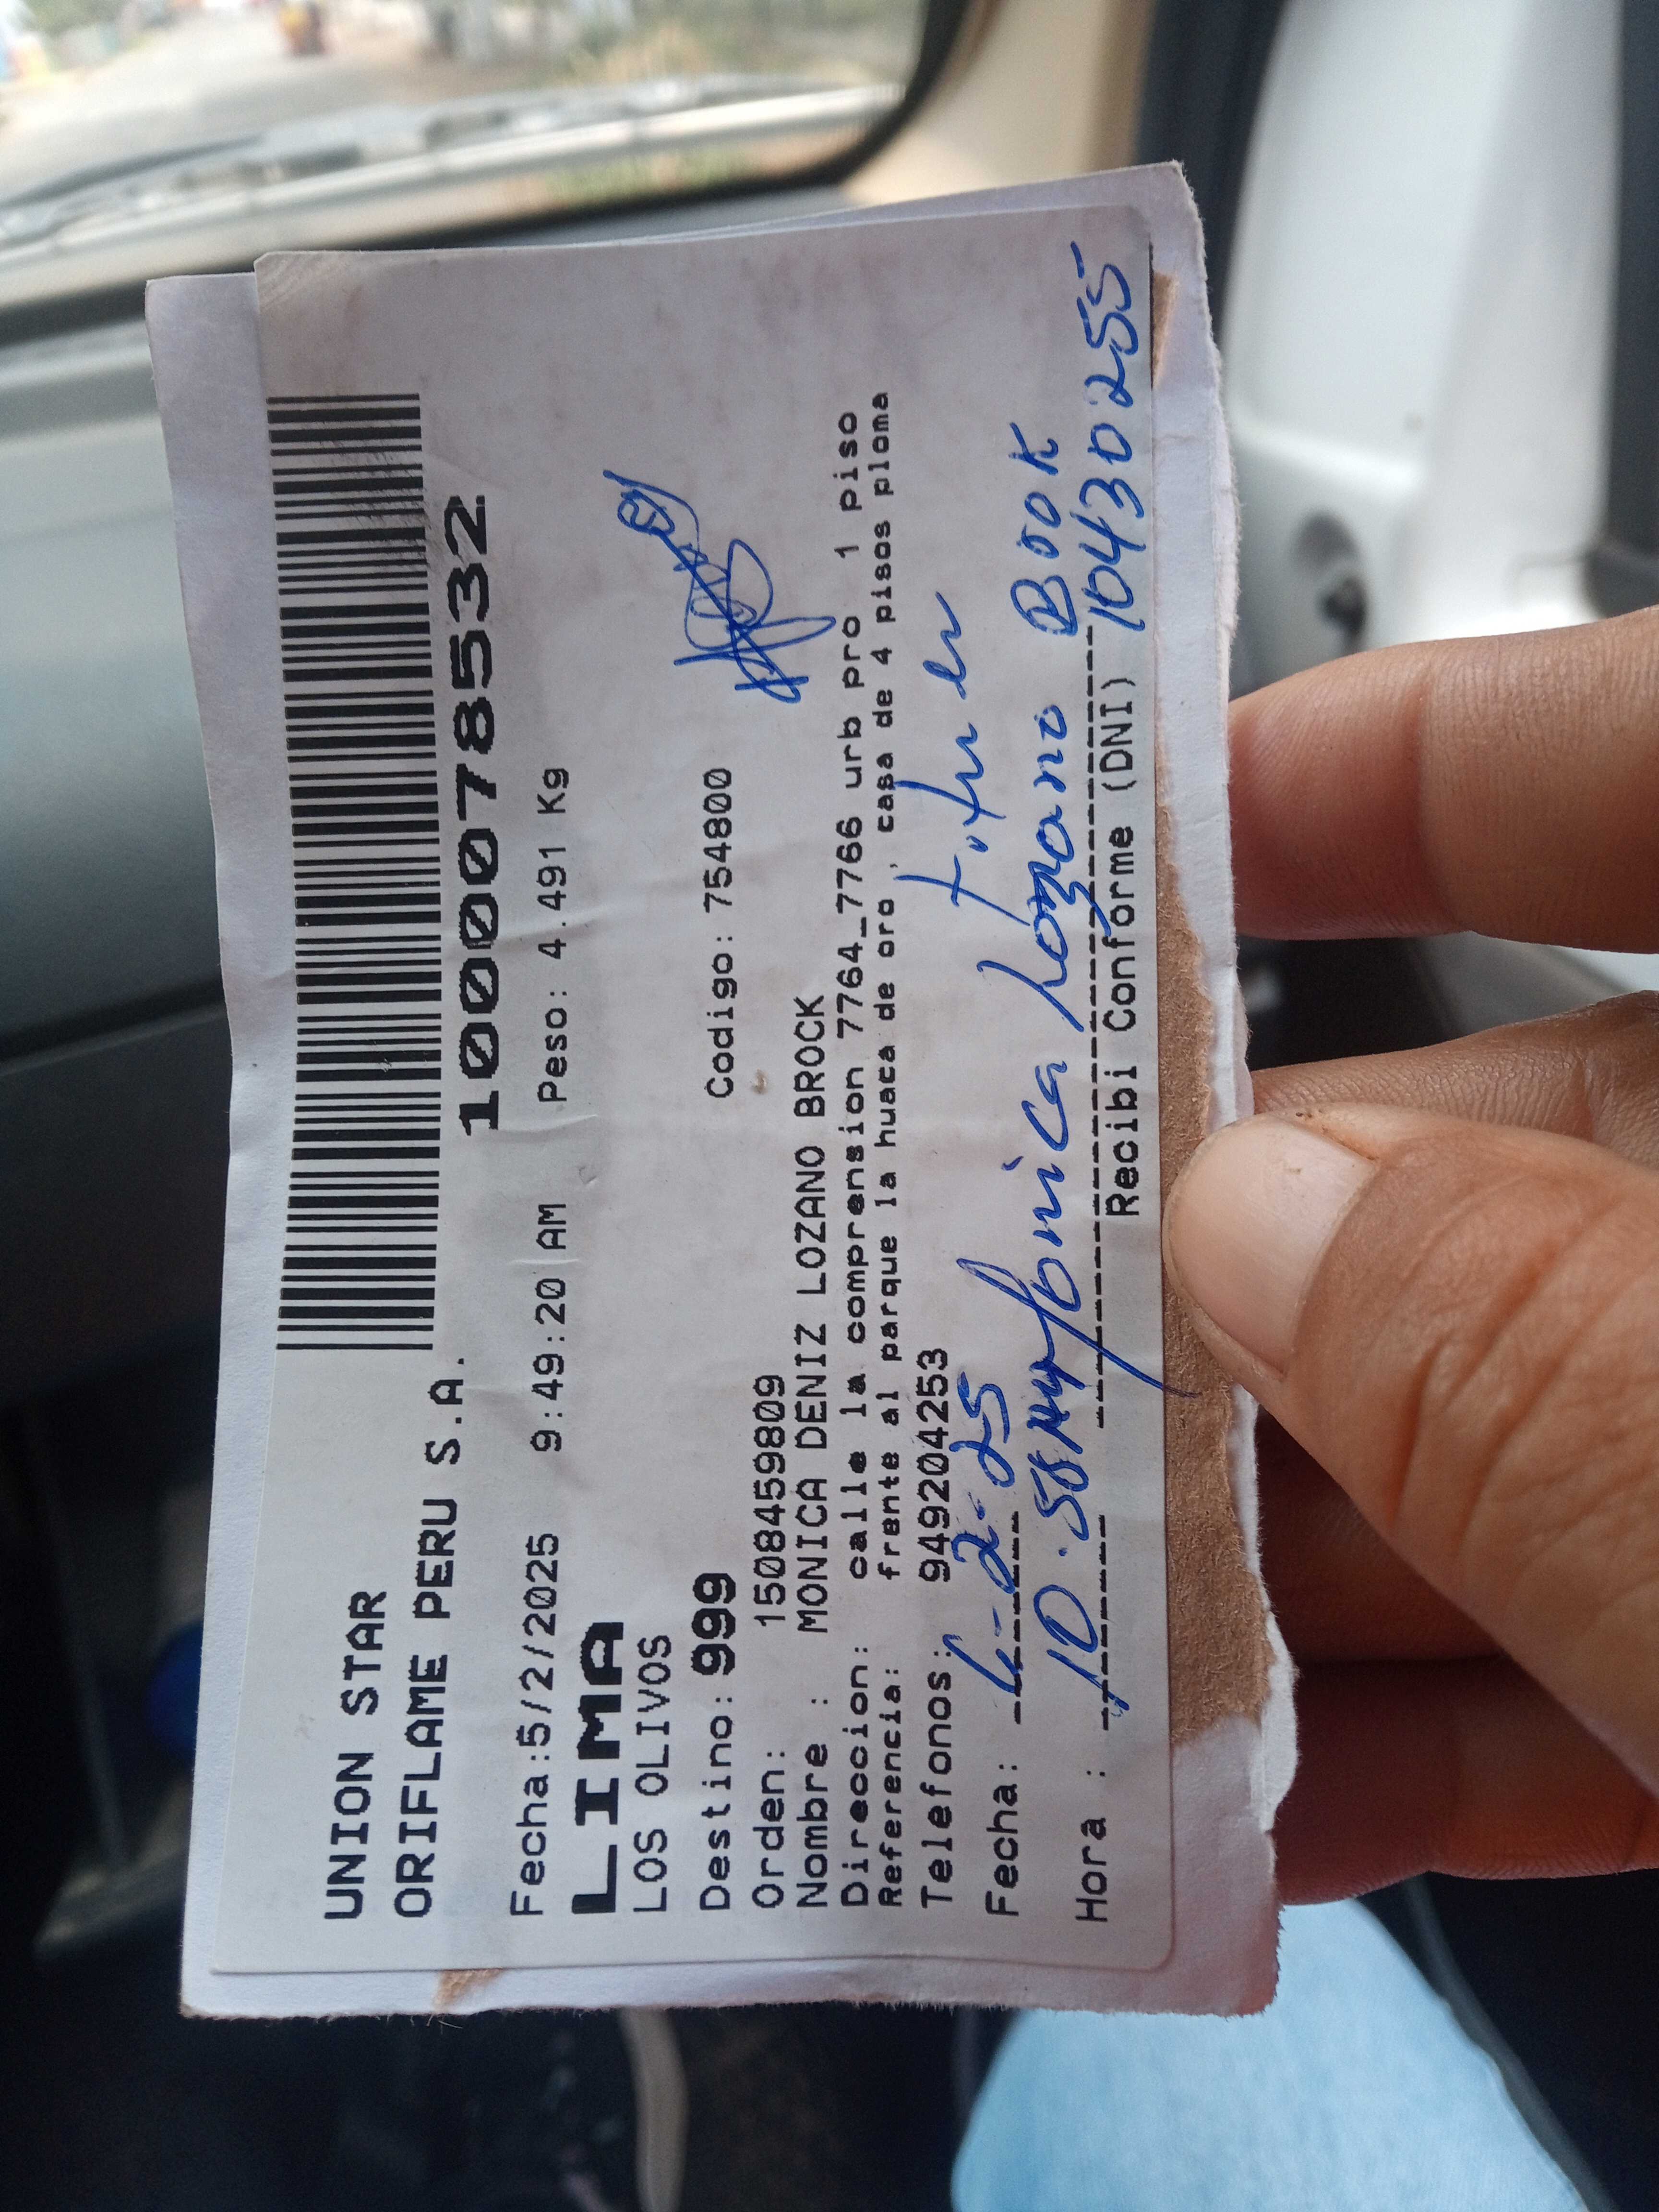 UNION STAR
ORIFLAME PERU S.A.
1000078532
Fecha:5/2/2025 9:49:20 AM Peso: 4.491 Kg
LIMA
LOS OLIVOS
Destino: 999 Codigo: 754800
Orden: 1508459809
Nombre : MONICA DENIZ LOZANO BROCK
Direccion: calle la comprension 7764_7766 urb pro 1 piso
Referencia: frente al parque la huaca de oro , casa de 4 pisos ploma
Telefonos: 949204253
Fecha: 6-2-25
Hora : 10.58 Monica Lozano BooK
Recibi Conforme (DNI) 10430255